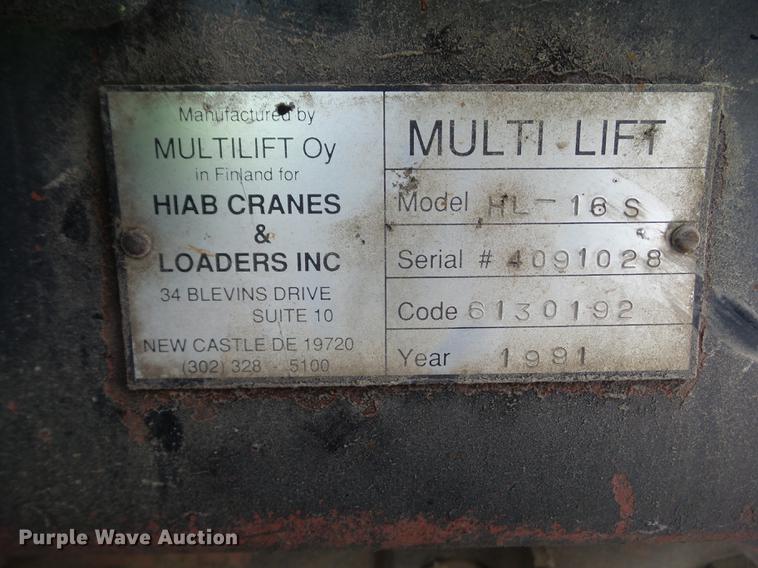 Manufactured by
MULTILIFT Oy
in Finland for
HIAB CRANES
&
LOADERS INC
34 BLEVINS DRIVE
SUITE 10
NEW CASTLE DE 19720
(302) 328 - 5100
MULTI LIFT
Model HL-16S
Serial # 4091028
Code 6130192
Year 1991
Purple Wave Auction